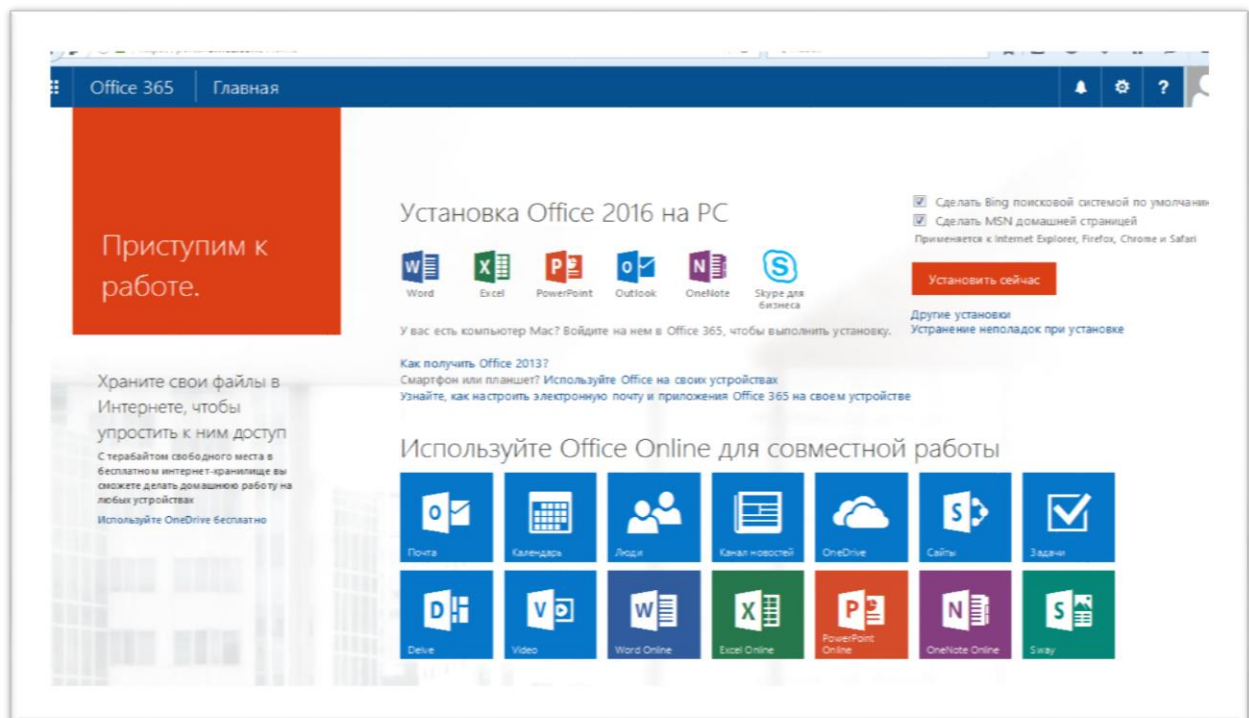 Office 365 Главная
?
Приступим к
работе.
Храните свои файлы в
Интернете, чтобы
упростить к ним доступ
С терабайтом свободного места в
бесплатном интернет-хранилище вы
сможете делать домашнюю работу на
любых устройствах
Используйте OneDrive бесплатно
Установка Office 2016 на PC
Word Excel PowerPoint Outlook OneNote Skype для
бизнеса
У вас есть компьютер Mac? Войдите на нем в Office 365, чтобы выполнить установку.
Как получить Office 2013?
Смартфон или планшет? Используйте Office на своих устройствах
Узнайте, как настроить электронную почту и приложения Office 365 на своем устройстве
Сделать Bing поисковой системой по
Сделать MSN домашней страницей
Применяется к Internet Explorer, Firefox, Chrome и Safari
Установить сейчас
Другие установки
Устранение неполадок при установке
Используйте Office Online для совместной работы
Почта Календарь Люди Канал новостей OneDrive Сайты Задачи
Delve Video Word Online Excel Online PowerPoint
Online OneNote Online Sway